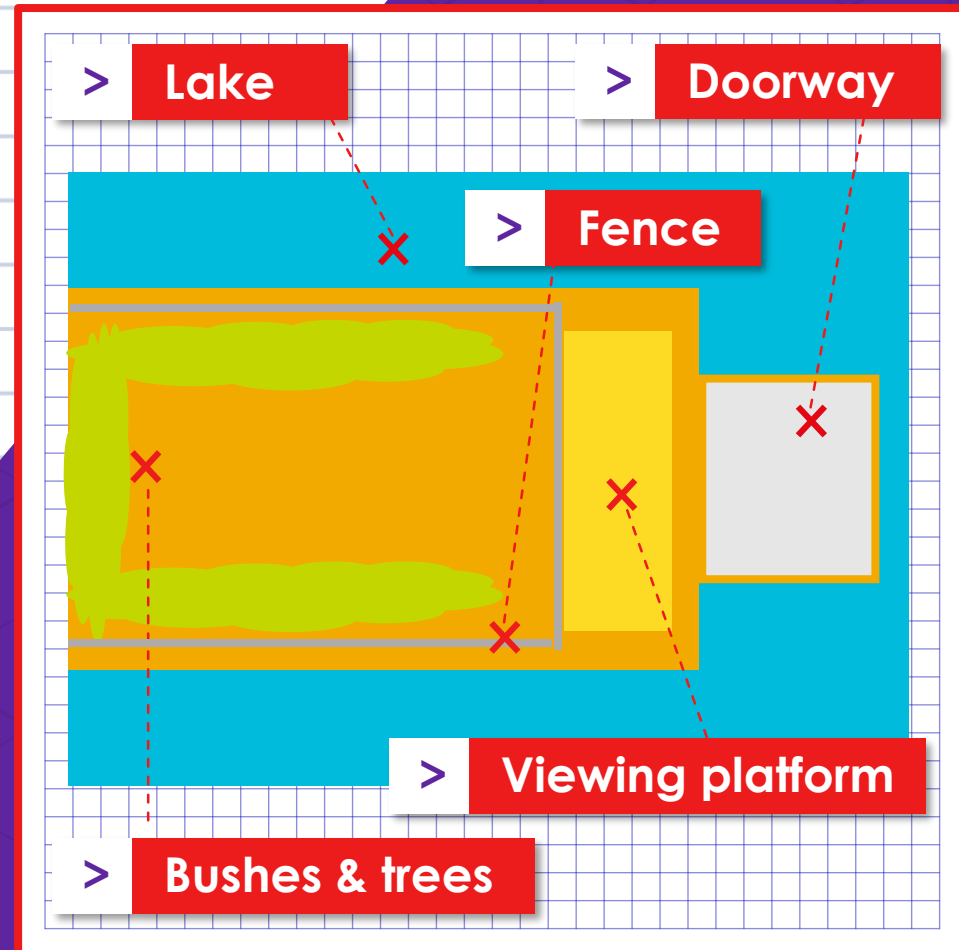 > Lake
> Doorway
> Fence
> Viewing platform
> Bushes & trees